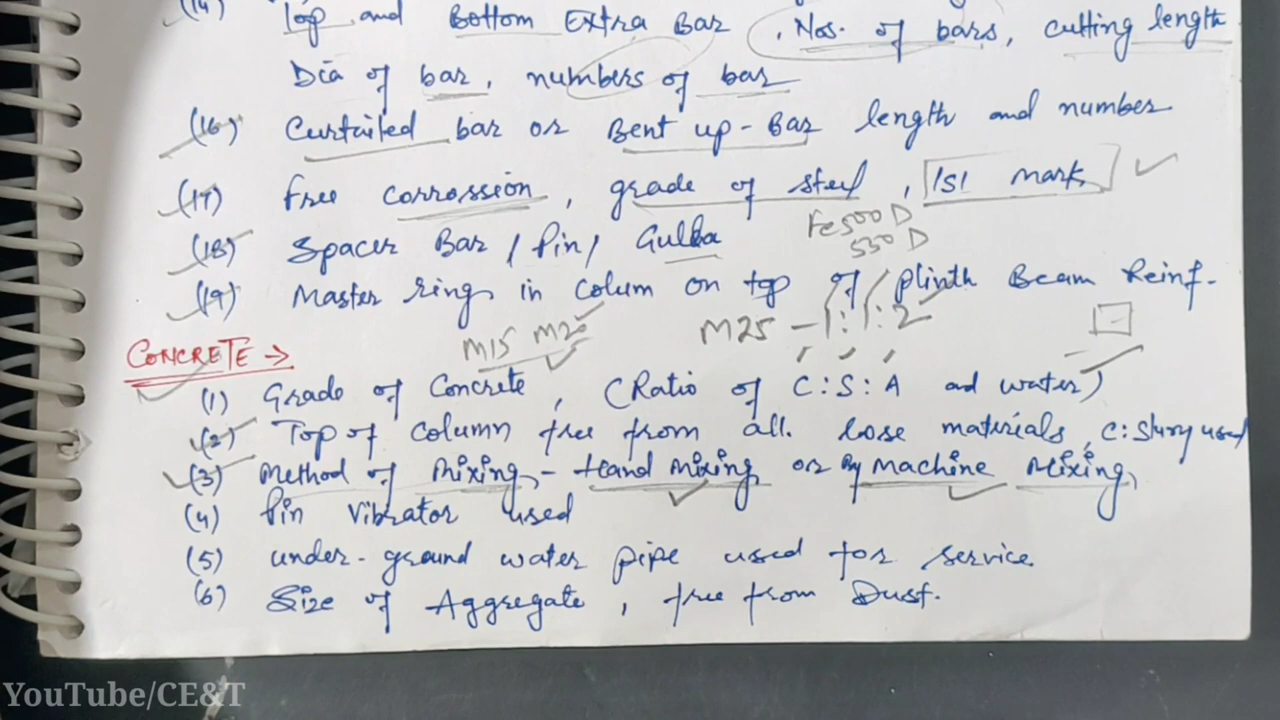 (14) Top and Bottom Extra Bar, Nos. of bars, cutting length
Dia of bar, numbers of bar
(16) Curtailed bar or Bent up-Bar length and number
(17) free corrossion, grade of steel, ISI mark
Fe500D
550D
(18) Spacer Bar / Pin / Gulka
(19) Master ring in colum on top of plinth Beam Reinf.
M15 M20 M25 - 1:1:2
CONCRETE →
(1) Grade of Concrete, (Ratio of C:S:A and water)
(2) Top of column free from all lose materials, C:Slury used
(3) Method of Mixing - Hand Mixing or By Machine Mixing,
(4) Pin vibrator used
(5) under-ground water pipe used for service
(6) Size of Aggregate, free from Dust.
YouTube/CE&T